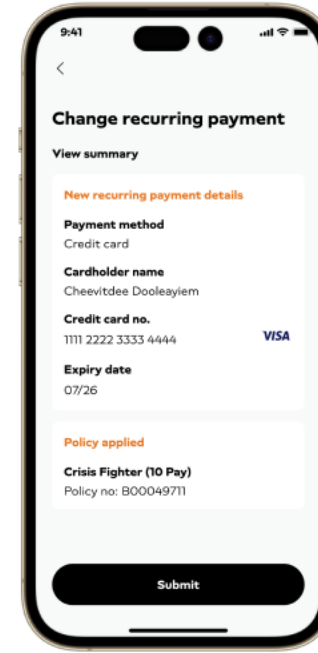 9:41
Change recurring payment
View summary
New recurring payment details
Payment method
Credit card
Cardholder name
Cheevitdee Dooleayiem
Credit card no.
1111 2222 3333 4444 VISA
Expiry date
07/26
Policy applied
Crisis Fighter (10 Pay)
Policy no: B00049711
Submit